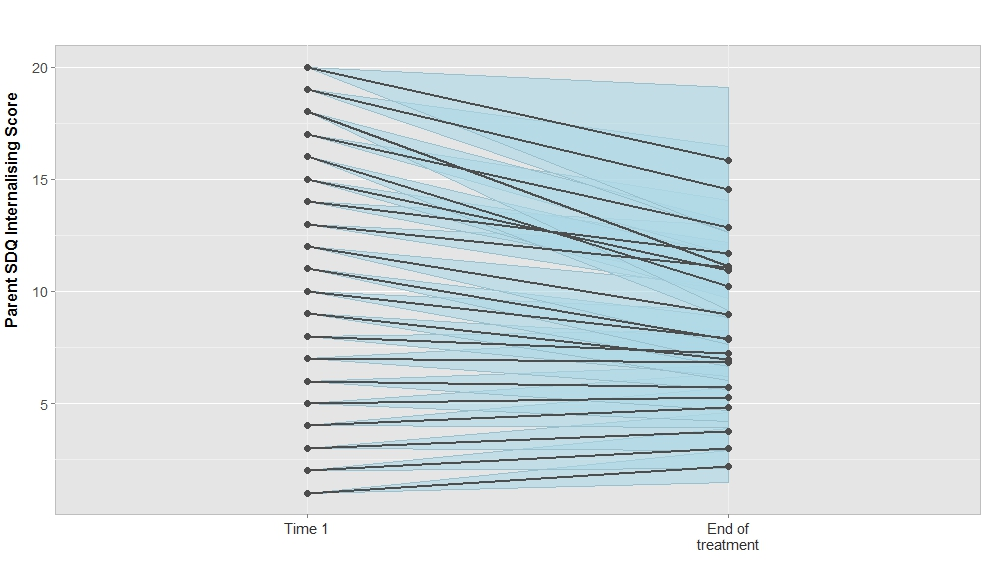 Parent SDQ Internalising Score
20
15
10
5
Time 1
End of
treatment